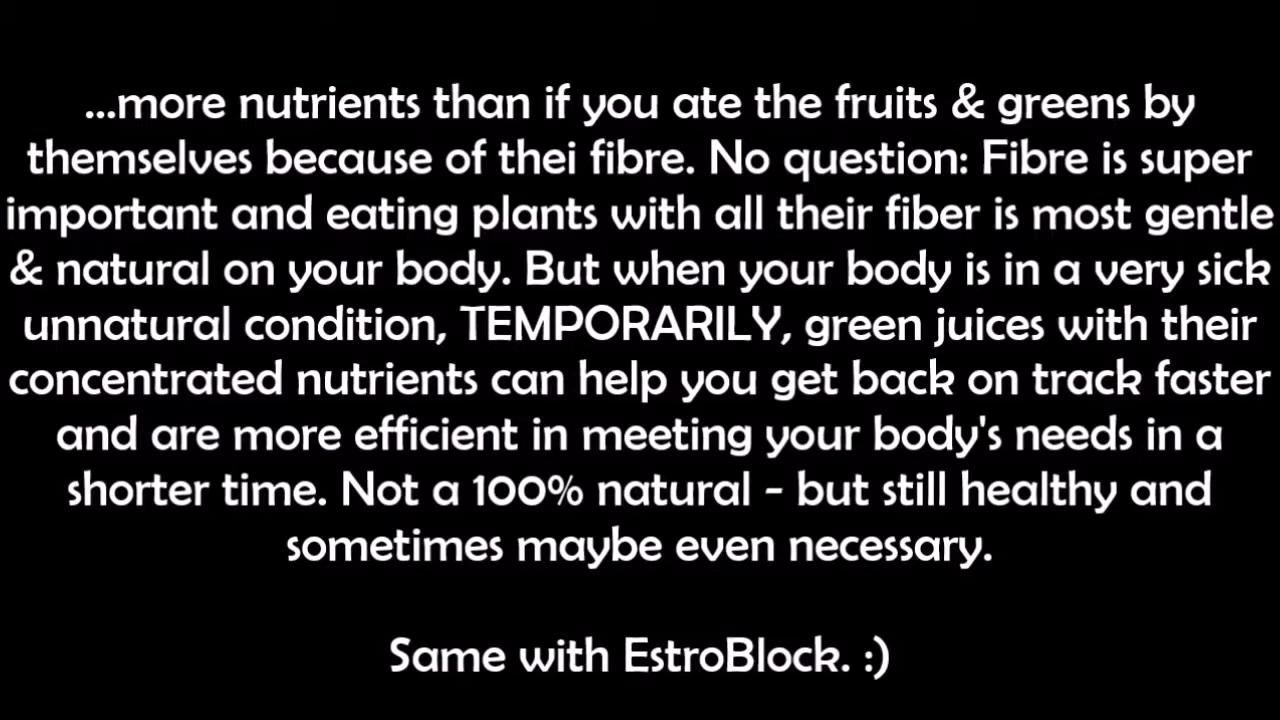 ...more nutrients than if you ate the fruits & greens by
themselves because of thei fibre. No question: Fibre is super
important and eating plants with all their fiber is most gentle
& natural on your body. But when your body is in a very sick
unnatural condition, TEMPORARILY, green juices with their
concentrated nutrients can help you get back on track faster
and are more efficient in meeting your body's needs in a
shorter time. Not a 100% natural - but still healthy and
sometimes maybe even necessary.
Same with EstroBlock. :)